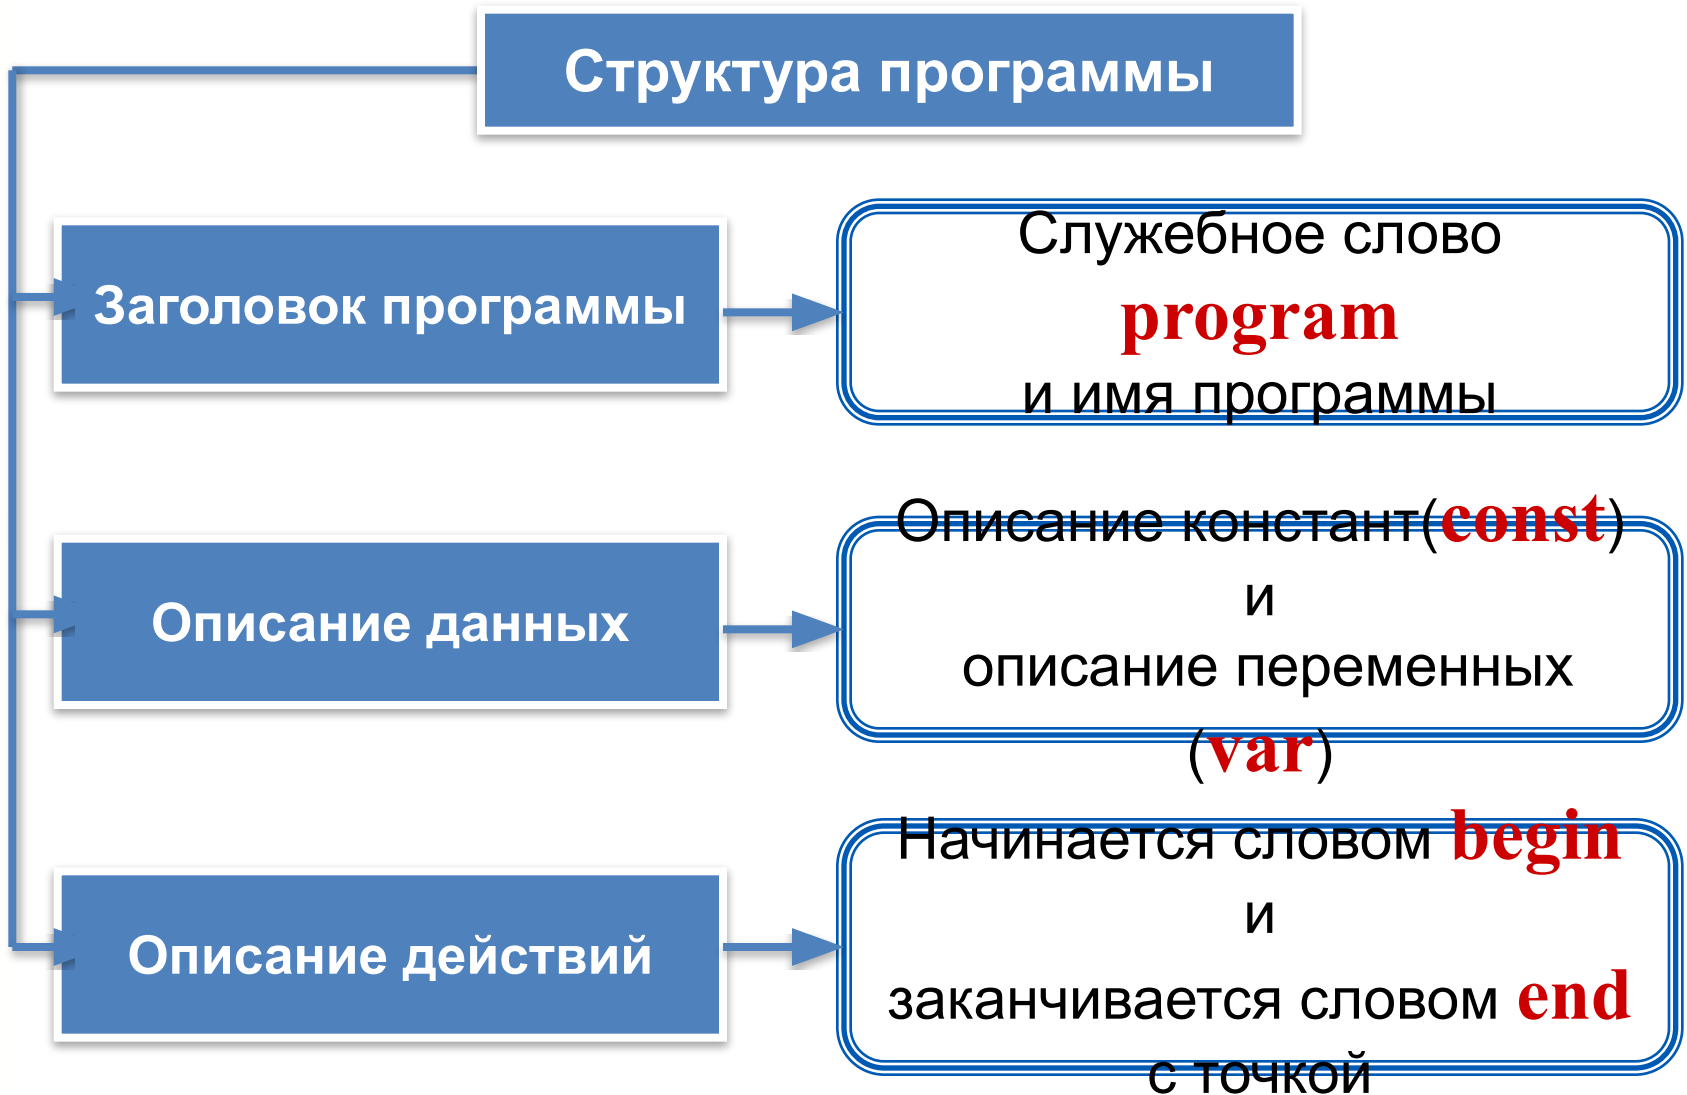 Структура программы
Заголовок программы
Служебное слово
program
и имя программы
Описание данных
Описание констант(const)
и
описание переменных
(var)
Описание действий
Начинается словом begin
и
заканчивается словом end
с точкой